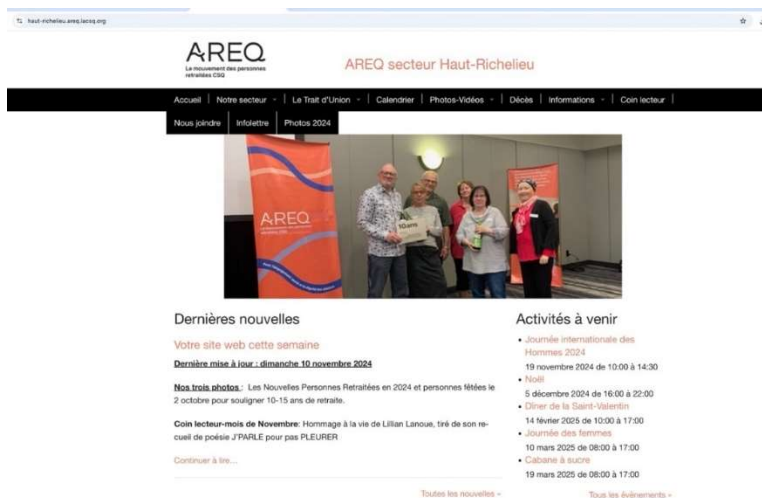 haut-richelieu.areq.lacsq.org
AREQ
Le mouvement des personnes
retraitées CSQ
AREQ secteur Haut-Richelieu
Accueil
Notre secteur
Le Trait d'Union
Calendrier
Photos-Vidéos
Décès
Informations
Coin lecteur
Nous joindre
Infolettre
Photos 2024
AREQ
10ans
Dernières nouvelles
Votre site web cette semaine
Dernière mise à jour : dimanche 10 novembre 2024
Nos trois photos : Les Nouvelles Personnes Retraitées en 2024 et personnes fêtées le
2 octobre pour souligner 10-15 ans de retraite.
Coin lecteur-mois de Novembre: Hommage à la vie de Lillian Lanoue, tiré de son re-
cueil de poésie J'PARLE pour pas PLEURER
Continuer à lire...
Toutes les nouvelles »
Activités à venir
• Journée internationale des
Hommes 2024
19 novembre 2024 de 10:00 à 14:30
• Noël
5 décembre 2024 de 16:00 à 22:00
• Dîner de la Saint-Valentin
14 février 2025 de 10:00 à 17:00
• Journée des femmes
10 mars 2025 de 08:00 à 17:00
• Cabane à sucre
19 mars 2025 de 08:00 à 17:00
Tous les évènements »